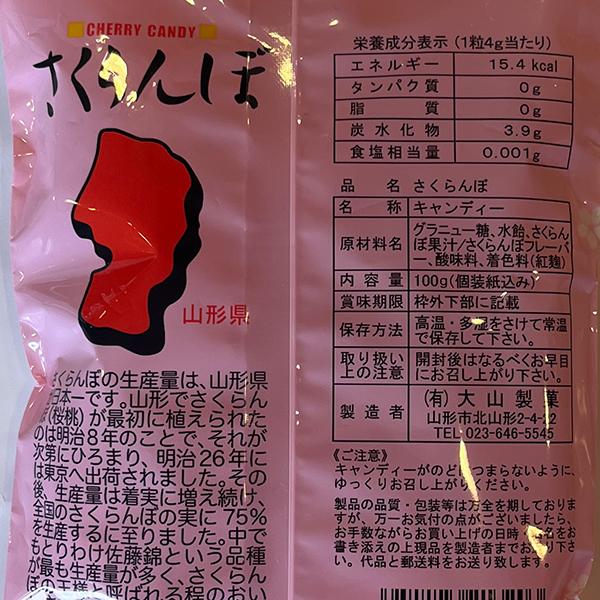 CHERRY CANDY
さくらんぼ
山形県
さくらんぼの生産量は、山形県
日本一です。山形でさくらん
ぼ(桜桃)が最初に植えられた
のは明治8年のことで、それが
次第にひろまり、明治26年に
は東京へ出荷されました。その
後、生産量は着実に増え続け、
全国のさくらんぼの実に75%
を生産するに至りました。中で
もとりわけ佐藤錦という品種
が最も生産量が多く、さくらん
ぼの王様と呼ばれる程のおい
栄養成分表示(1粒4g当たり)
エネルギー 15.4kcal
タンパク質 0g
脂質 0g
炭水化物 3.9g
食塩相当量 0.001g
品名 さくらんぼ
名称 キャンディー
原材料名 グラニュー糖、水飴、さくらん
ぼ果汁/さくらんぼフレーバ
ー、酸味料、着色料(紅麹)
内容量 100g(個装紙込み)
賞味期限 枠外下部に記載
保存方法 高温・多湿をさけて常温
で保存して下さい。
取り扱い
上の注意 開封後はなるべくお早目
にお召し上がり下さい。
製造者 (有)大山製菓
山形市北山形2-4-22
TEL023-646-5545
《ご注意》
キャンディーがのどにつまらないように、
ゆっくりお召し上がりください。
製品の品質・包装等は万全を期しておりま
すが、万一お気付の点がございましたら、
お手数ながらお買い上げの日時・店名をお
書き添えの上現品を製造者までお送り下さ
い。代品と郵送料をお送り致します。